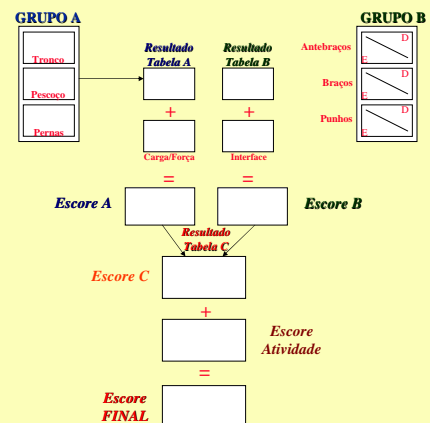 GRUPO A
GRUPO B
Resultado
Tabela A
Resultado
Tabela B
Tronco
Pescoço
Pernas
Antebraços
D
E
Braços
D
E
Punhos
D
E
+
+
Carga/Força
Interface
=
=
Escore A
Escore B
Resultado
Tabela C
Escore C
+
Escore
Atividade
=
Escore
FINAL